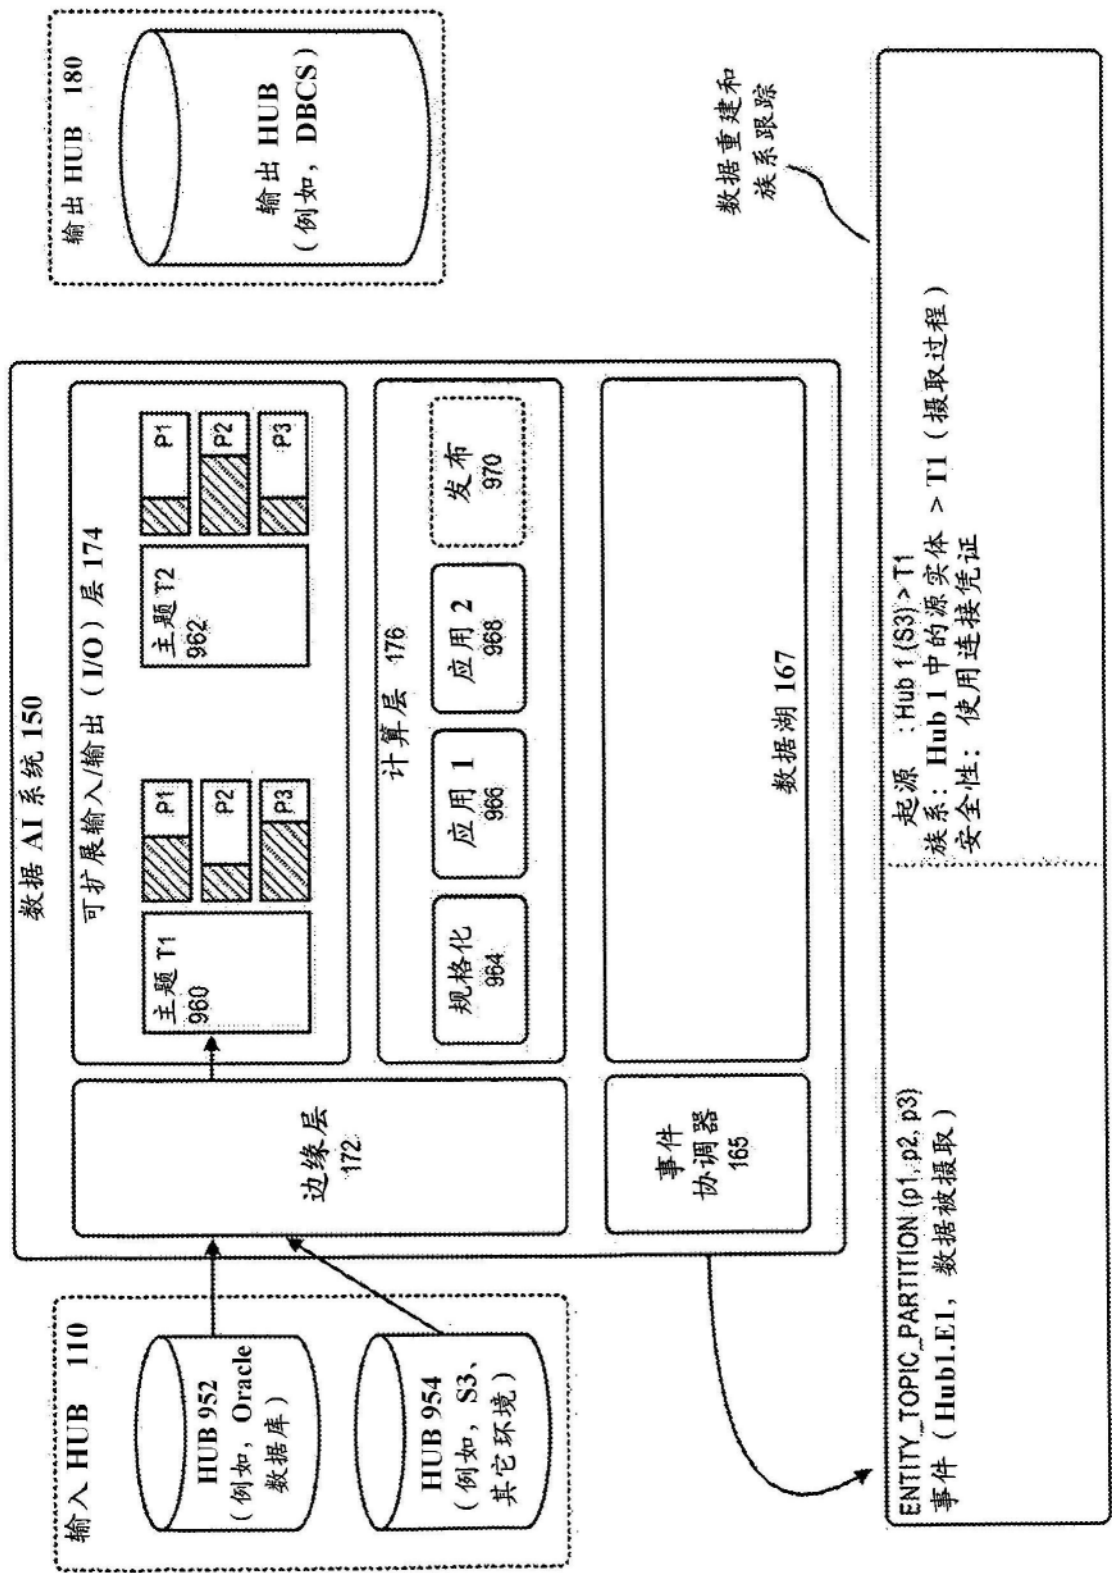 输入 HUB 110
HUB 952
(例如，Oracle
数据库)
HUB 954
(例如，S3、
其它环境)
数据 AI 系统 150
边缘层
172
可扩展输入/输出 (I/O) 层 174
主题 T1
960
P1
P2
P3
主题 T2
962
P1
P2
P3
计算层 176
规格化
964
应用 1
966
应用 2
968
发布
970
事件
协调器
165
数据湖 167
输出 HUB 180
输出 HUB
(例如，DBCS)
数据重建和
族系跟踪
ENTITY_TOPIC_PARTITION (p1, p2, p3)
事件 (Hub1.E1，数据被摄取)
起源 : Hub 1 (S3) > T1
族系: Hub 1 中的源实体 > T1 (摄取过程)
安全性: 使用连接凭证